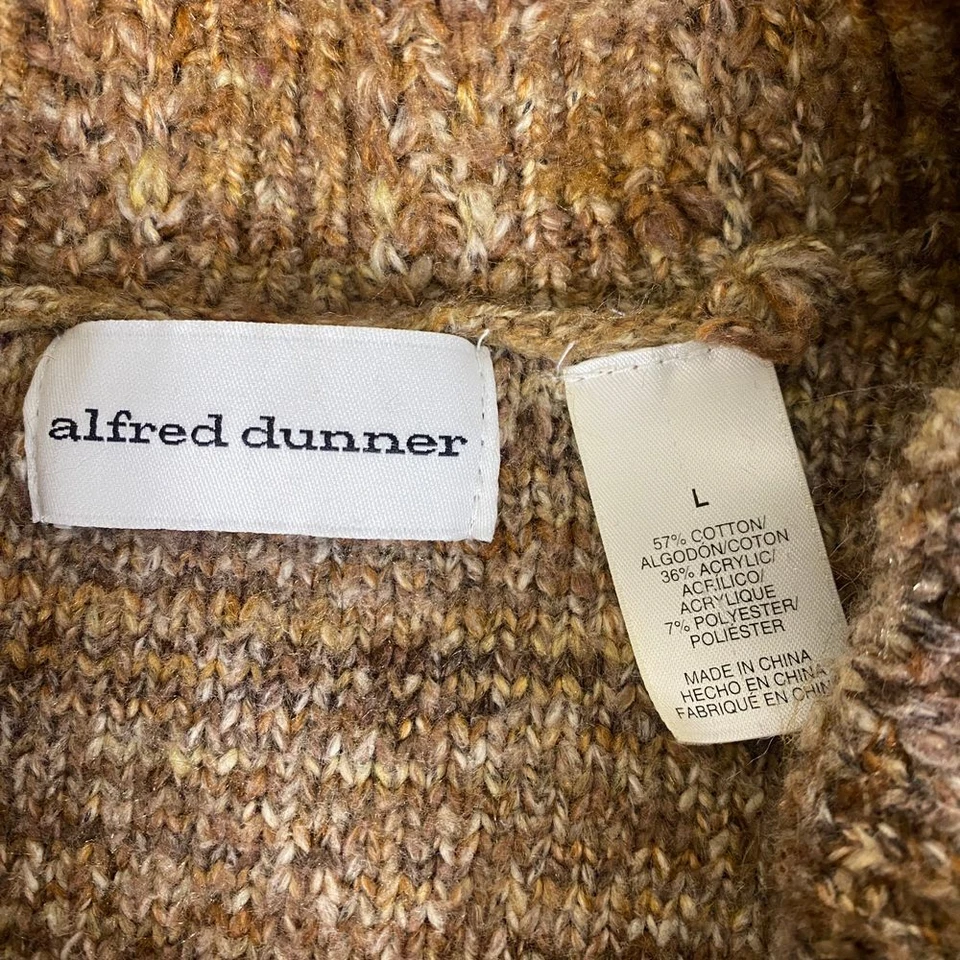 alfred dunner
L
57% COTTON/
ALGODÓN/COTON
36% ACRYLIC/
ACRÍLICO/
ACRYLIQUE
7% POLYESTER/
POLIÉSTER
MADE IN CHINA
HECHO EN CHINA
FABRIQUÉ EN CHIN